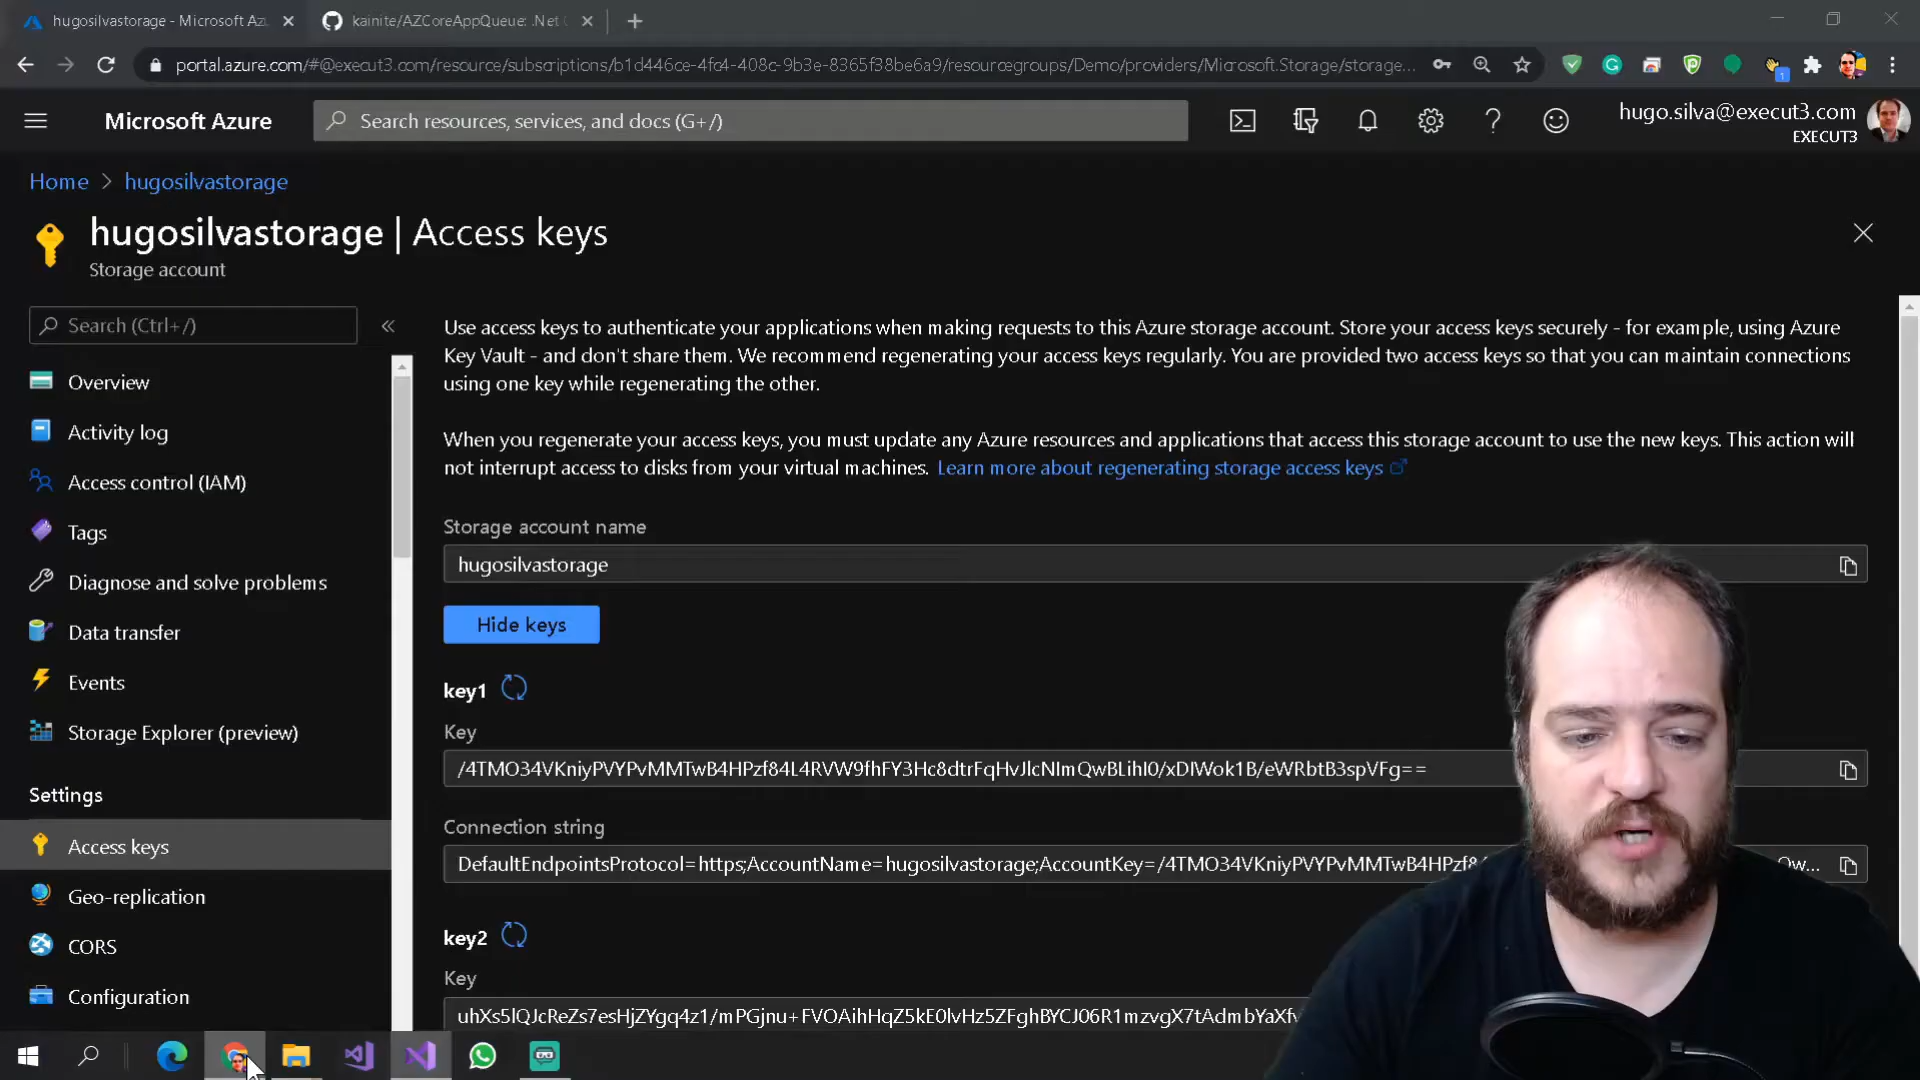 hugosilvastorage - Microsoft Az
kainite/AZCoreAppQueue: .Net C
portal.azure.com/#@execut3.com/resource/subscriptions/b1d446ce-4fc4-408c-9b3e-8365f38be6a9/resourcegroups/Demo/providers/Microsoft.Storage/storage...
1
Microsoft Azure
Search resources, services, and docs (G+/)
hugo.silva@execut3.com
EXECUT3
Home > hugosilvastorage
hugosilvastorage | Access keys
Storage account
Search (Ctrl+/)
«
Overview
Activity log
Access control (IAM)
Tags
Diagnose and solve problems
Data transfer
Events
Storage Explorer (preview)
Settings
Access keys
Geo-replication
CORS
Configuration
Use access keys to authenticate your applications when making requests to this Azure storage account. Store your access keys securely - for example, using Azure
Key Vault - and don't share them. We recommend regenerating your access keys regularly. You are provided two access keys so that you can maintain connections
using one key while regenerating the other.
When you regenerate your access keys, you must update any Azure resources and applications that access this storage account to use the new keys. This action will
not interrupt access to disks from your virtual machines. Learn more about regenerating storage access keys
Storage account name
hugosilvastorage
Hide keys
key1
Key
Connection string
DefaultEndpointsProtocol=https;AccountName=hugosilvastorage;AccountKey=
key2
Key